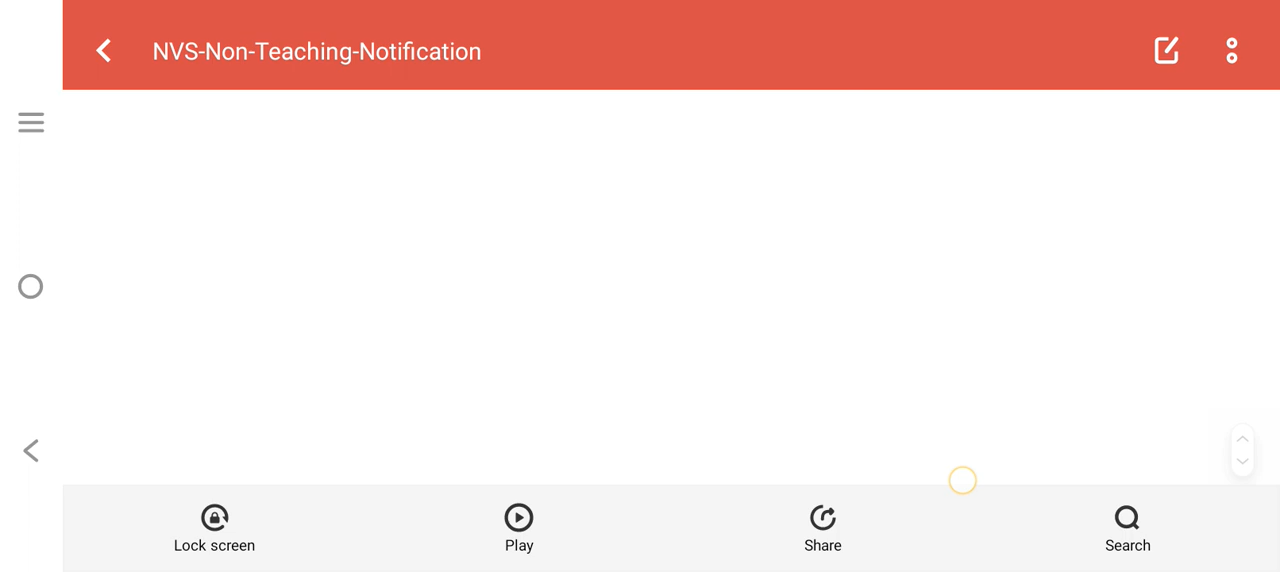 NVS-Non-Teaching-Notification
Lock screen
Play
Share
Search